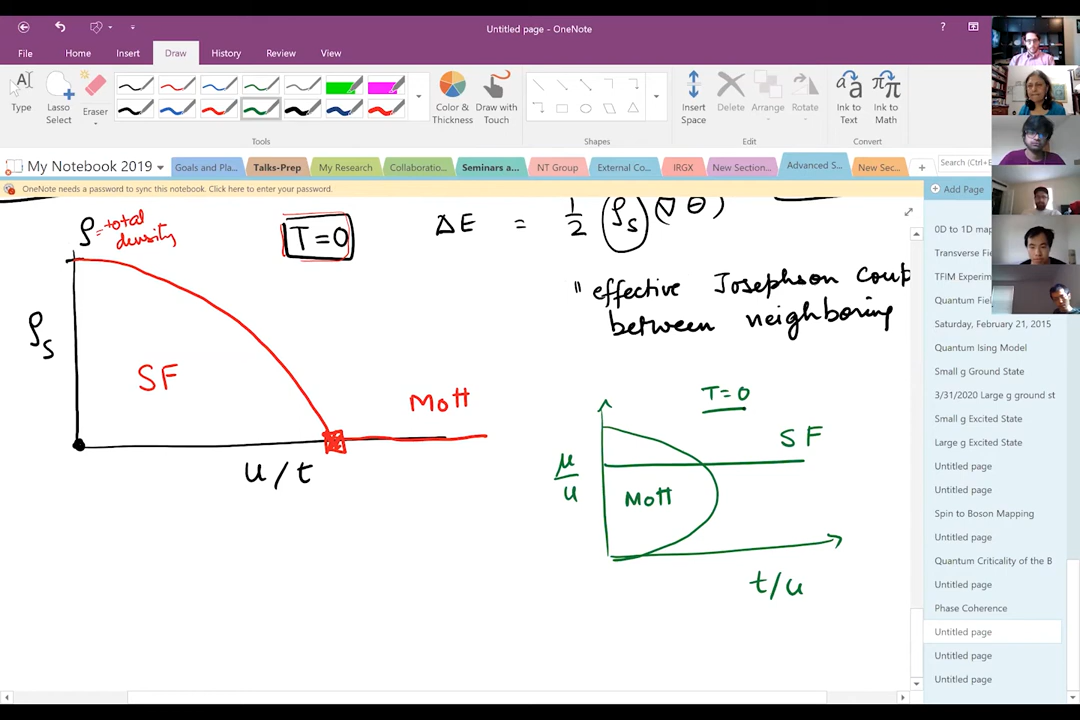 Untitled page - OneNote
?
File Home Insert Draw History Review View
Type
Lasso Select
Eraser
Color & Thickness
Draw with Touch
Insert Space
Delete
Arrange
Rotate
Ink to Text
Ink to Math
Tools
Shapes
Edit
Convert
My Notebook 2019
Goals and Pla...
Talks-Prep
My Research
Collaboratio...
Seminars a...
NT Group
External Co...
IRGX
New Section...
Advanced S...
New Sec...
+
Search (Ctrl+E
OneNote needs a password to sync this notebook. Click here to enter your password.
Add Page
ρ = total
density
T=0
ΔE = 1/2 (ρs)(∇θ)
" effective Josephson coup
between neighboring
ρs
SF
Mott
u/t
T=0
SF
μ/u
Mott
t/u
0D to 1D map
Transverse Fi
TFIM Experim
Quantum Fiel
Saturday, February 21, 2015
Quantum Ising Model
Small g Ground State
3/31/2020 Large g ground st
Small g Excited State
Large g Excited State
Untitled page
Untitled page
Spin to Boson Mapping
Untitled page
Quantum Criticality of the B
Untitled page
Phase Coherence
Untitled page
Untitled page
Untitled page